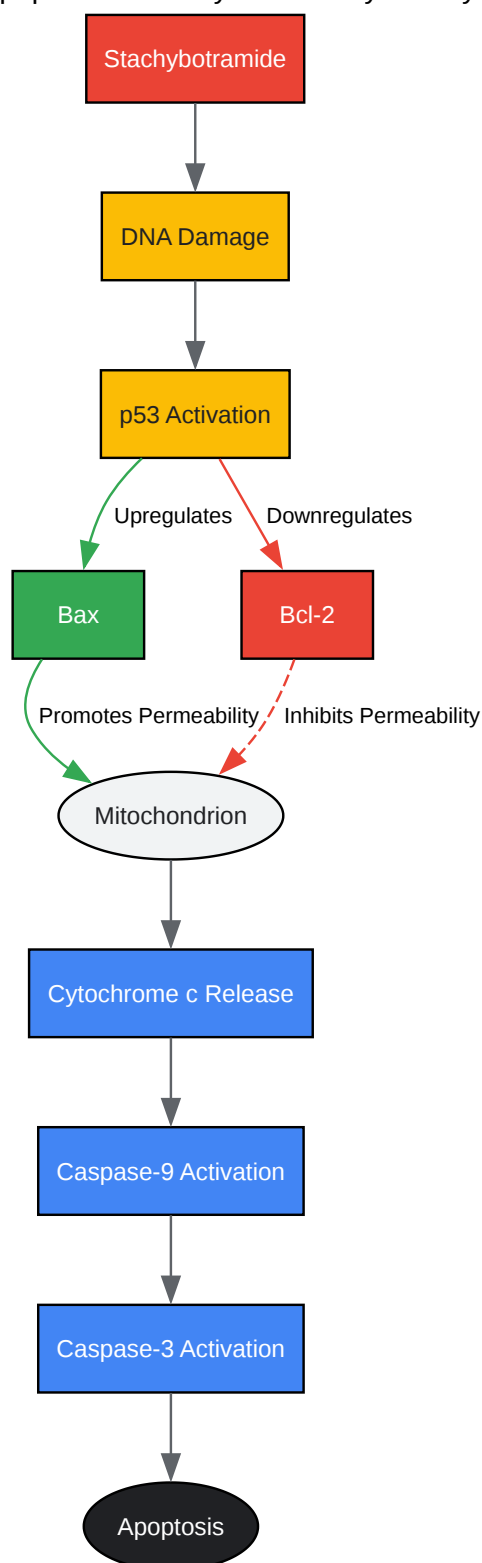 Stachybotramide
DNA Damage
p53 Activation
Upregulates
Downregulates
Bax
Bcl-2
Promotes Permeability
Inhibits Permeability
Mitochondrion
Cytochrome c Release
Caspase-9 Activation
Caspase-3 Activation
Apoptosis